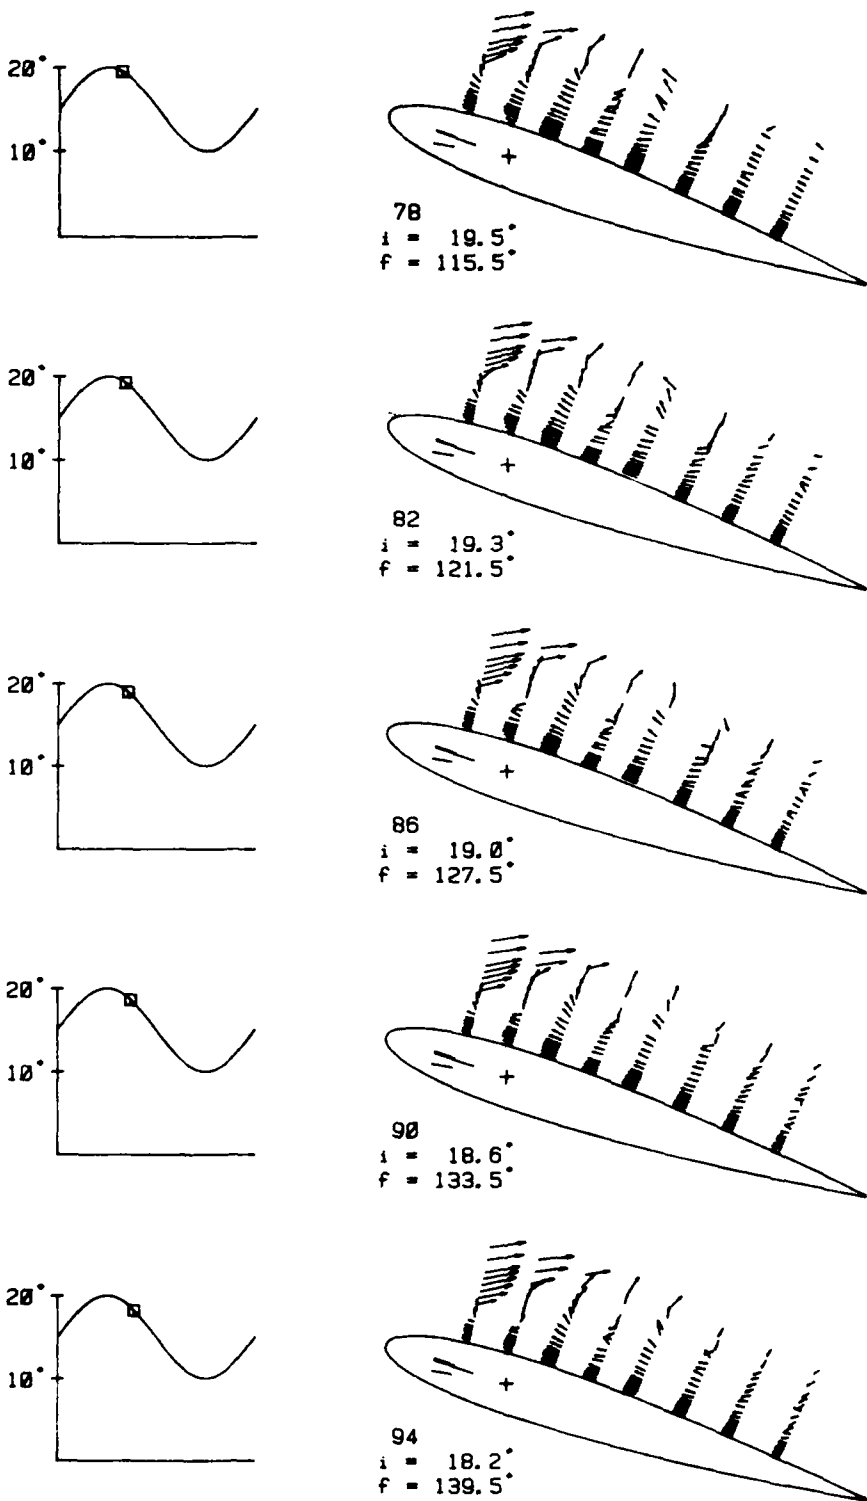 20°
10°
78
i = 19.5°
f = 115.5°
20°
10°
82
i = 19.3°
f = 121.5°
20°
10°
86
i = 19.0°
f = 127.5°
20°
10°
90
i = 18.6°
f = 133.5°
20°
10°
94
i = 18.2°
f = 139.5°